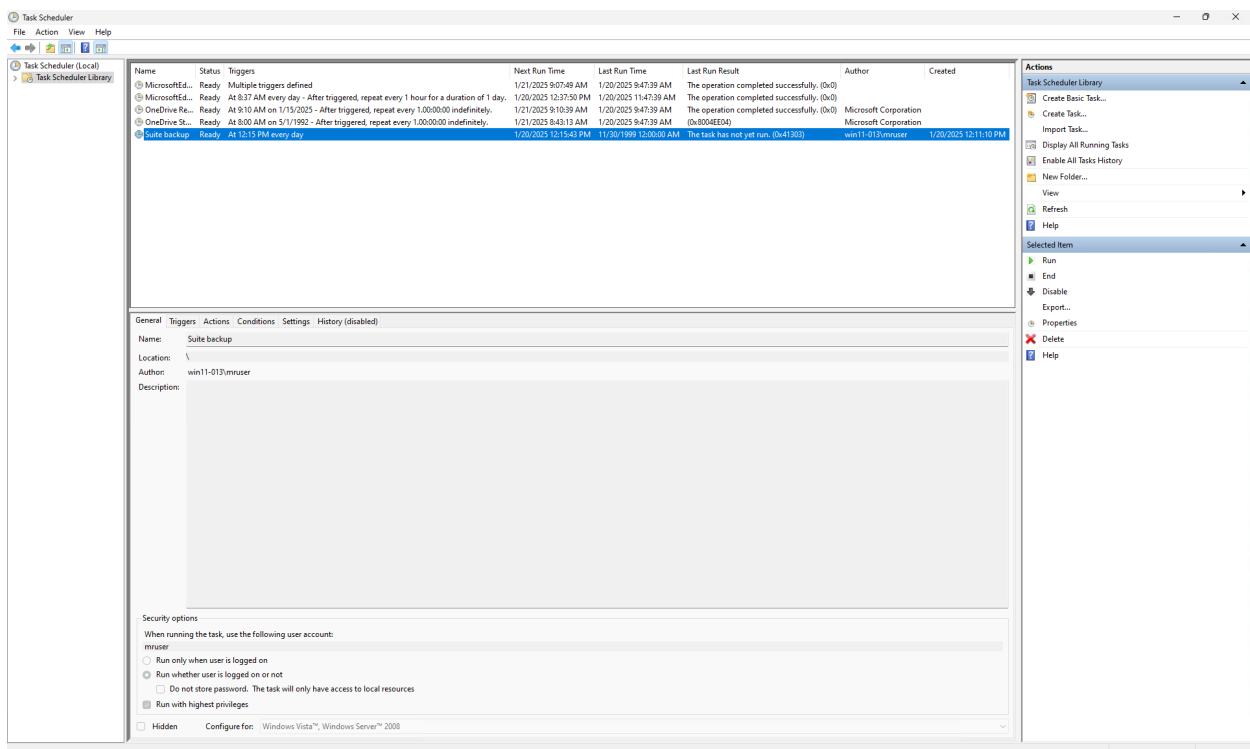 Task Scheduler
File Action View Help
Task Scheduler (Local)
Task Scheduler Library
Name Status Triggers Next Run Time Last Run Time Last Run Result Author Created
MicrosoftEd... Ready Multiple triggers defined 1/21/2025 9:07:49 AM 1/20/2025 9:47:39 AM The operation completed successfully. (0x0)
MicrosoftEd... Ready At 8:37 AM every day - After triggered, repeat every 1 hour for a duration of 1 day. 1/20/2025 12:37:50 PM 1/20/2025 11:47:39 AM The operation completed successfully. (0x0)
OneDrive Re... Ready At 9:10 AM on 1/15/2025 - After triggered, repeat every 1.00:00:00 indefinitely. 1/21/2025 9:10:39 AM 1/20/2025 9:47:39 AM The operation completed successfully. (0x0) Microsoft Corporation
OneDrive St... Ready At 8:00 AM on 5/1/1992 - After triggered, repeat every 1.00:00:00 indefinitely. 1/21/2025 8:43:13 AM 1/20/2025 9:47:39 AM (0x8004EE04) Microsoft Corporation
Suite backup Ready At 12:15 PM every day 1/20/2025 12:15:43 PM 11/30/1999 12:00:00 AM The task has not yet run. (0x41303) win11-013\mruser 1/20/2025 12:11:10 PM
General Triggers Actions Conditions Settings History (disabled)
Name: Suite backup
Location: \
Author: win11-013\mruser
Description:
Security options
When running the task, use the following user account:
mruser
Run only when user is logged on
Run whether user is logged on or not
Do not store password. The task will only have access to local resources
Run with highest privileges
Hidden Configure for: Windows Vista™, Windows Server™ 2008
Actions
Task Scheduler Library
Create Basic Task...
Create Task...
Import Task...
Display All Running Tasks
Enable All Tasks History
New Folder...
View
Refresh
Help
Selected Item
Run
End
Disable
Export...
Properties
Delete
Help